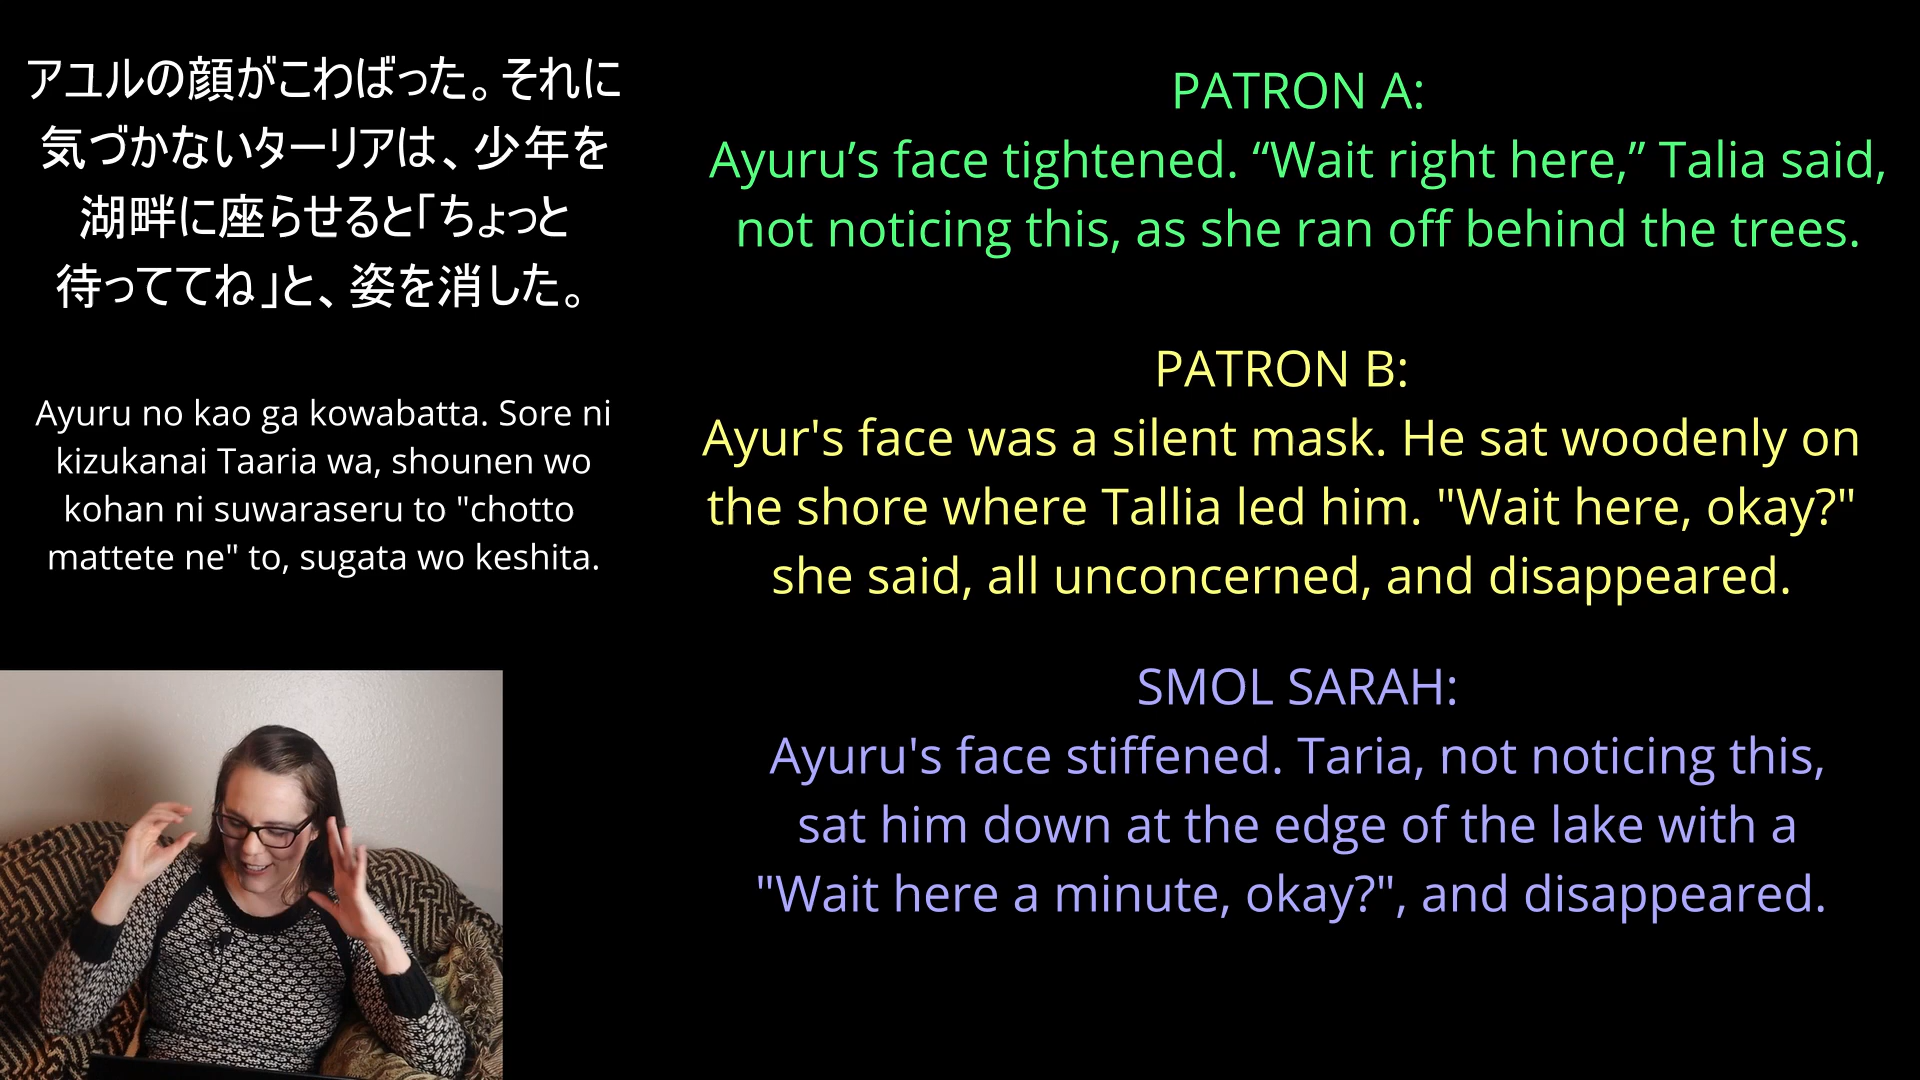 アユルの顔がこわばった。それに
気づかないターリアは、少年を
湖畔に座らせると「ちょっと
待っててね」と、姿を消した。
Ayuru no kao ga kowabatta. Sore ni
kizukanai Taaria wa, shounen wo
kohan ni suwaraseru to "chotto
mattete ne" to, sugata wo keshita.
PATRON A:
Ayuru’s face tightened. “Wait right here,” Talia said,
not noticing this, as she ran off behind the trees.
PATRON B:
Ayur's face was a silent mask. He sat woodenly on
the shore where Tallia led him. "Wait here, okay?"
she said, all unconcerned, and disappeared.
SMOL SARAH:
Ayuru's face stiffened. Taria, not noticing this,
sat him down at the edge of the lake with a
"Wait here a minute, okay?", and disappeared.